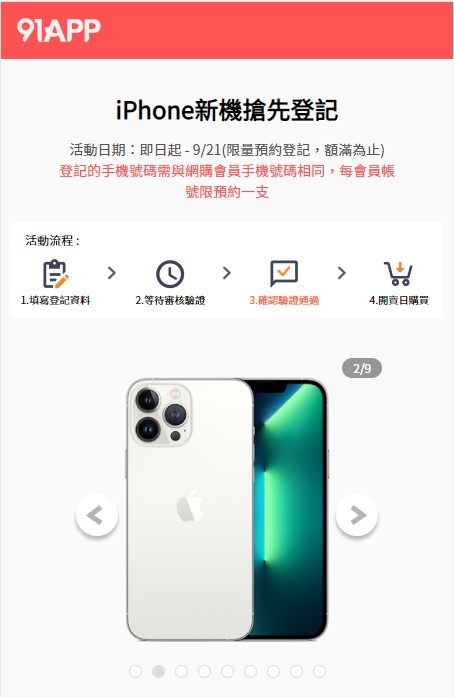 91APP
iPhone新機搶先登記
活動日期：即日起 - 9/21(限量預約登記，額滿為止)
登記的手機號碼需與網購會員手機號碼相同，每會員帳
號限預約一支
活動流程 :
1.填寫登記資料
2.等待審核驗證
3.確認驗證通過
4.開賣日購買
2/9